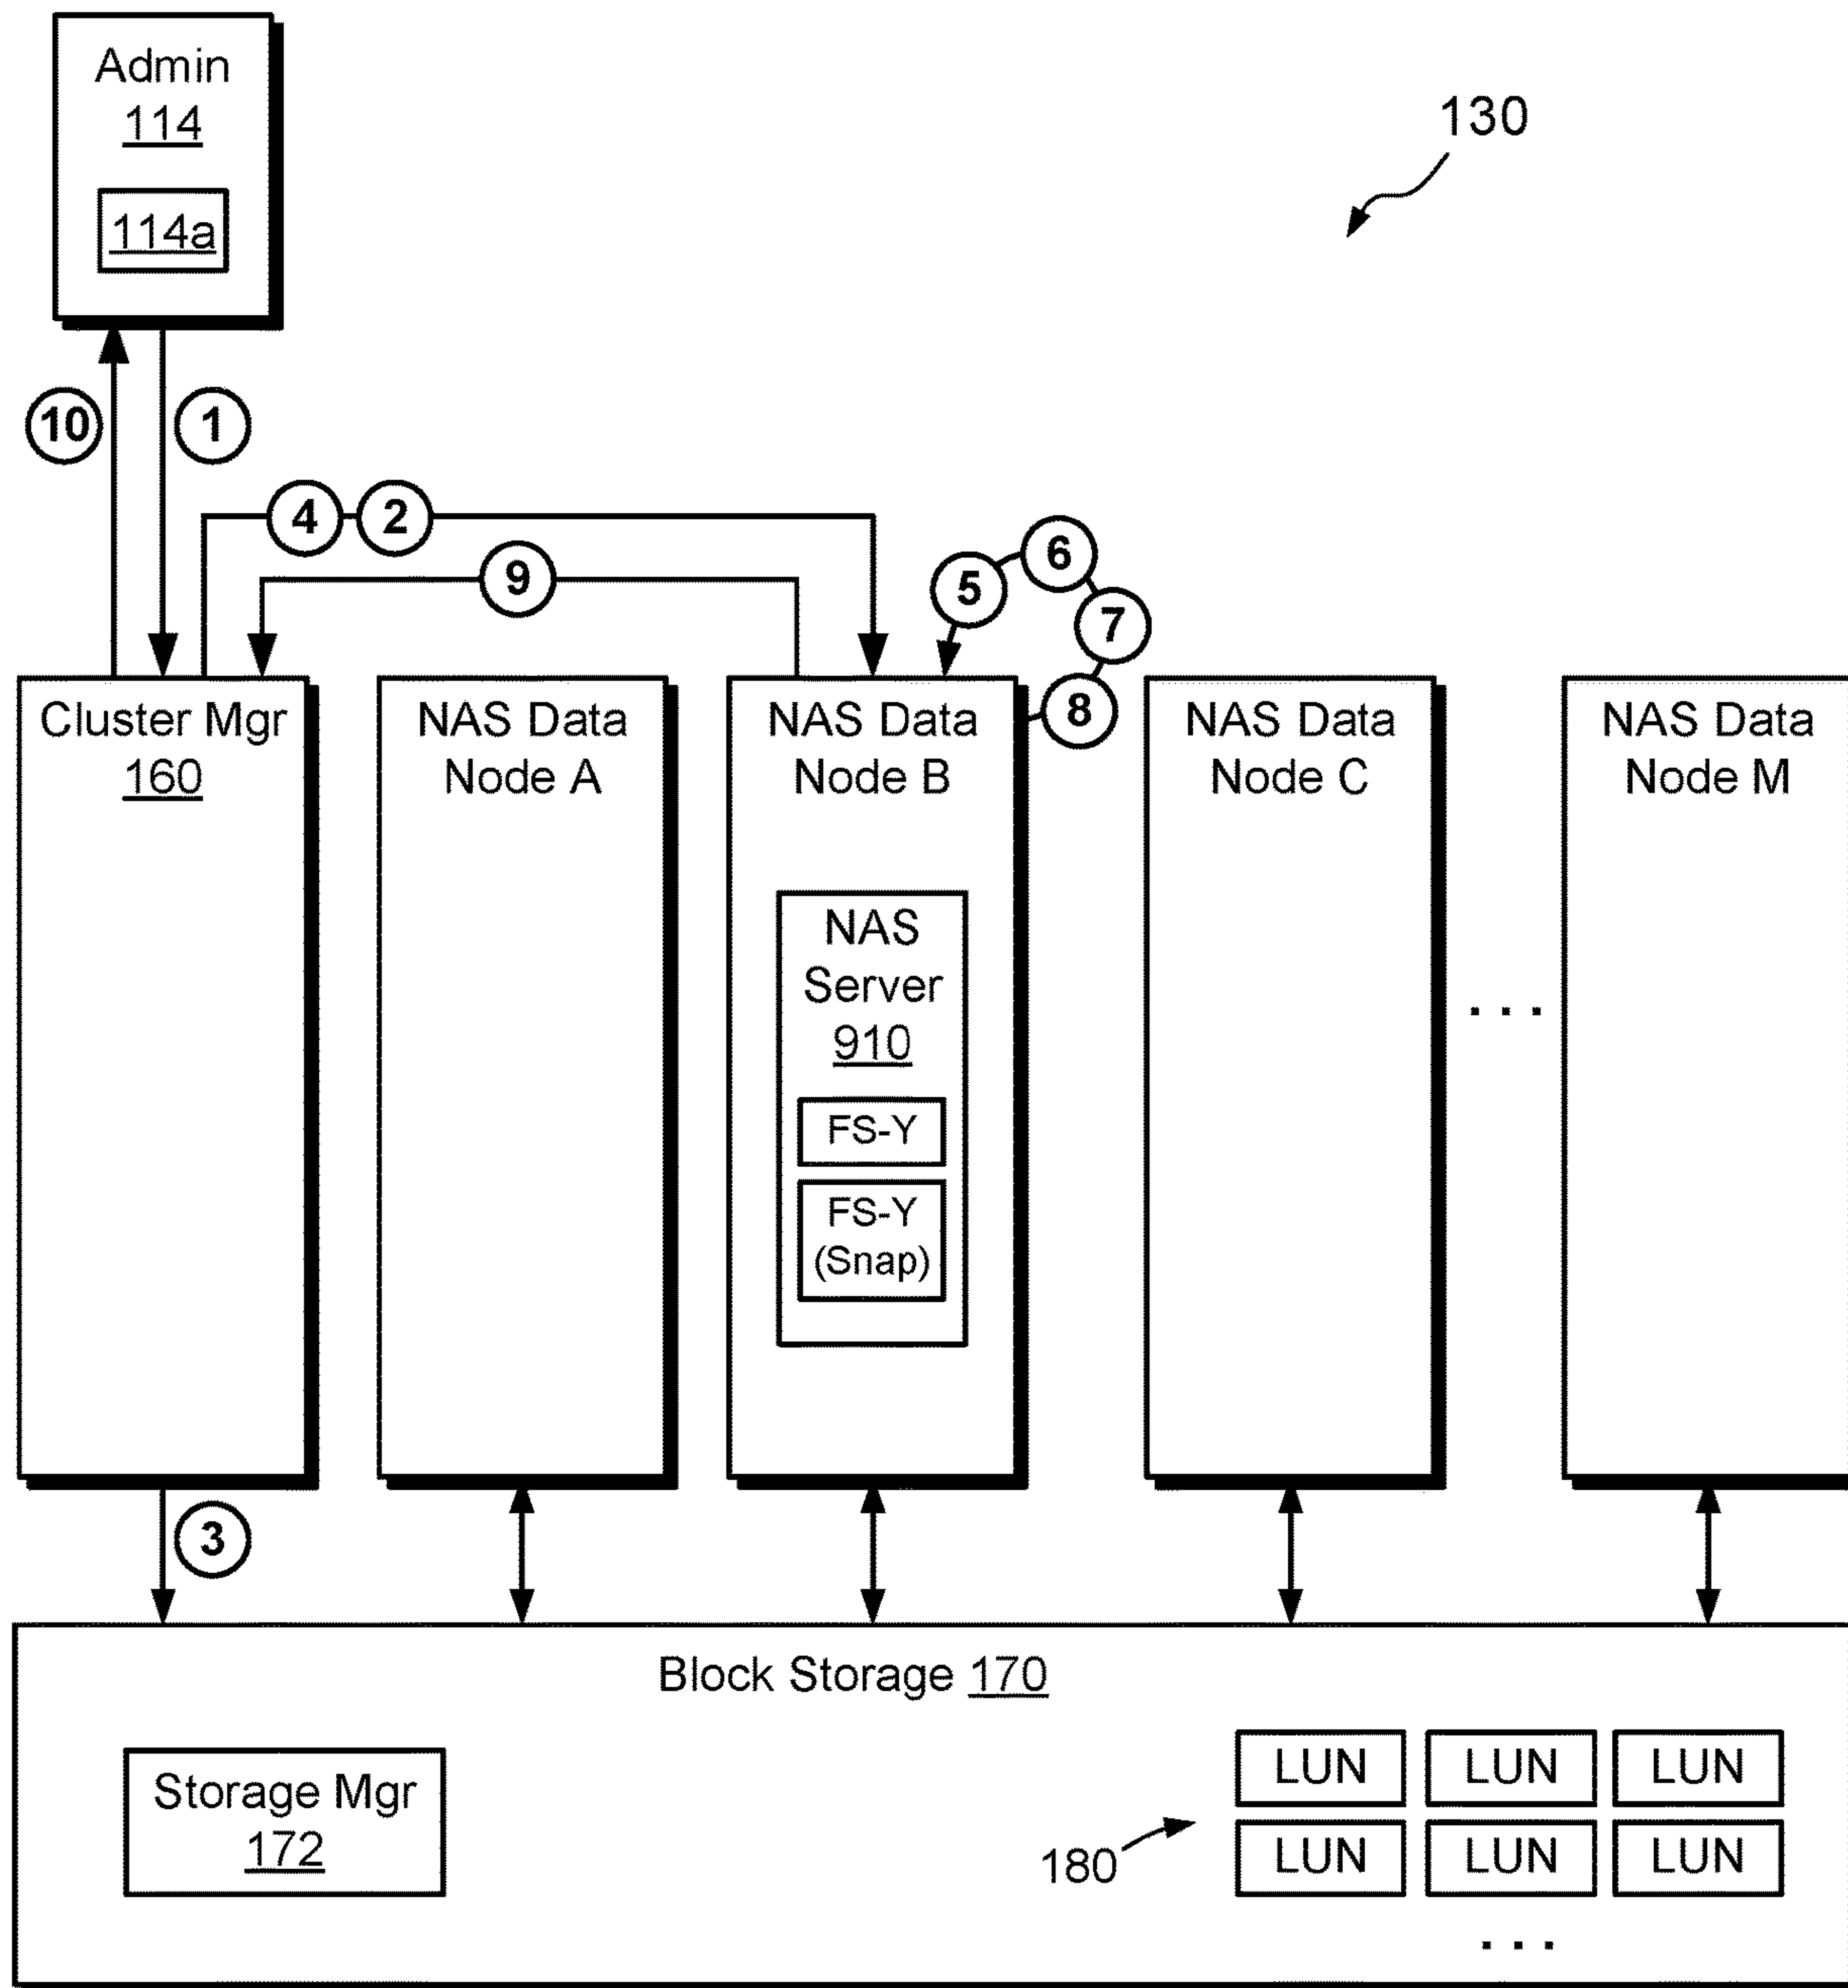 Admin
114
114a
130
10
1
4
2
9
5
6
7
8
Cluster Mgr
160
NAS Data
Node A
NAS Data
Node B
NAS Data
Node C
NAS Data
Node M
NAS
Server
910
FS-Y
FS-Y
(Snap)
. . .
3
Block Storage 170
Storage Mgr
172
180
LUN LUN LUN
LUN LUN LUN
. . .